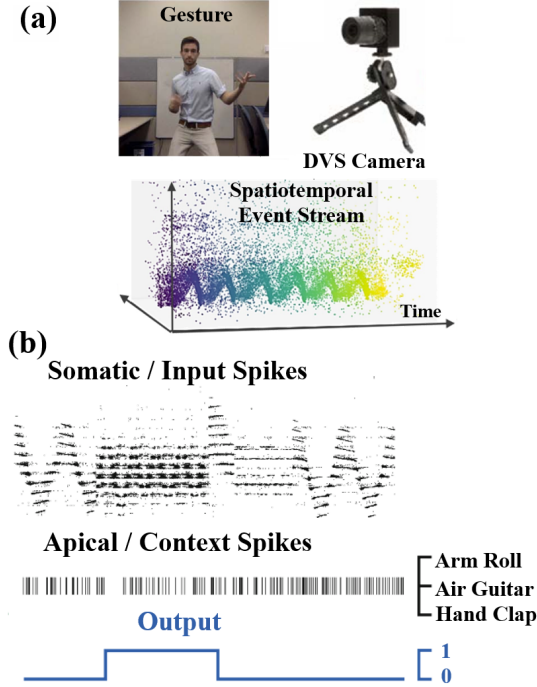 (a)
Gesture
DVS Camera
Spatiotemporal
Event Stream
Time
(b)
Somatic / Input Spikes
Apical / Context Spikes
Arm Roll
Air Guitar
Hand Clap
Output
1
0